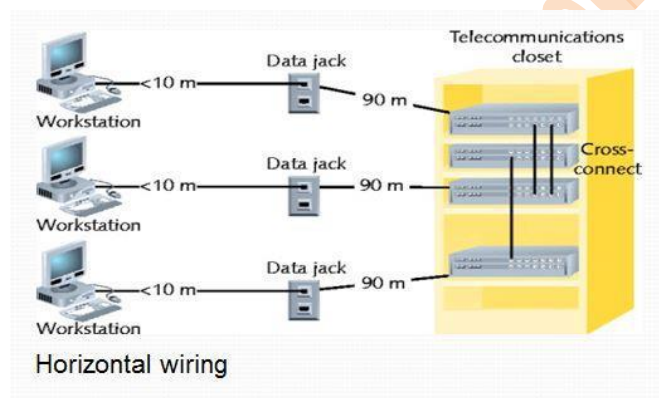 Telecommunications
closet
Data jack
<10 m
90 m
Workstation
Cross-
connect
Data jack
<10 m
90 m
Workstation
Data jack
<10 m
90 m
Workstation
Horizontal wiring